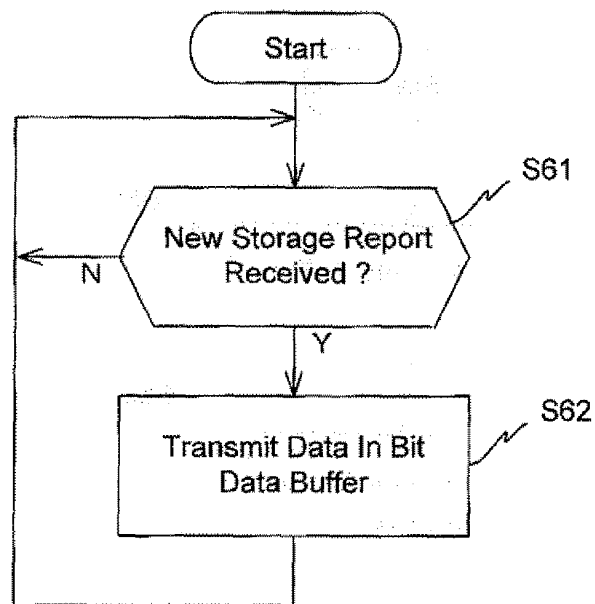 Start
S61
New Storage Report
Received ?
N
Y
S62
Transmit Data In Bit
Data Buffer